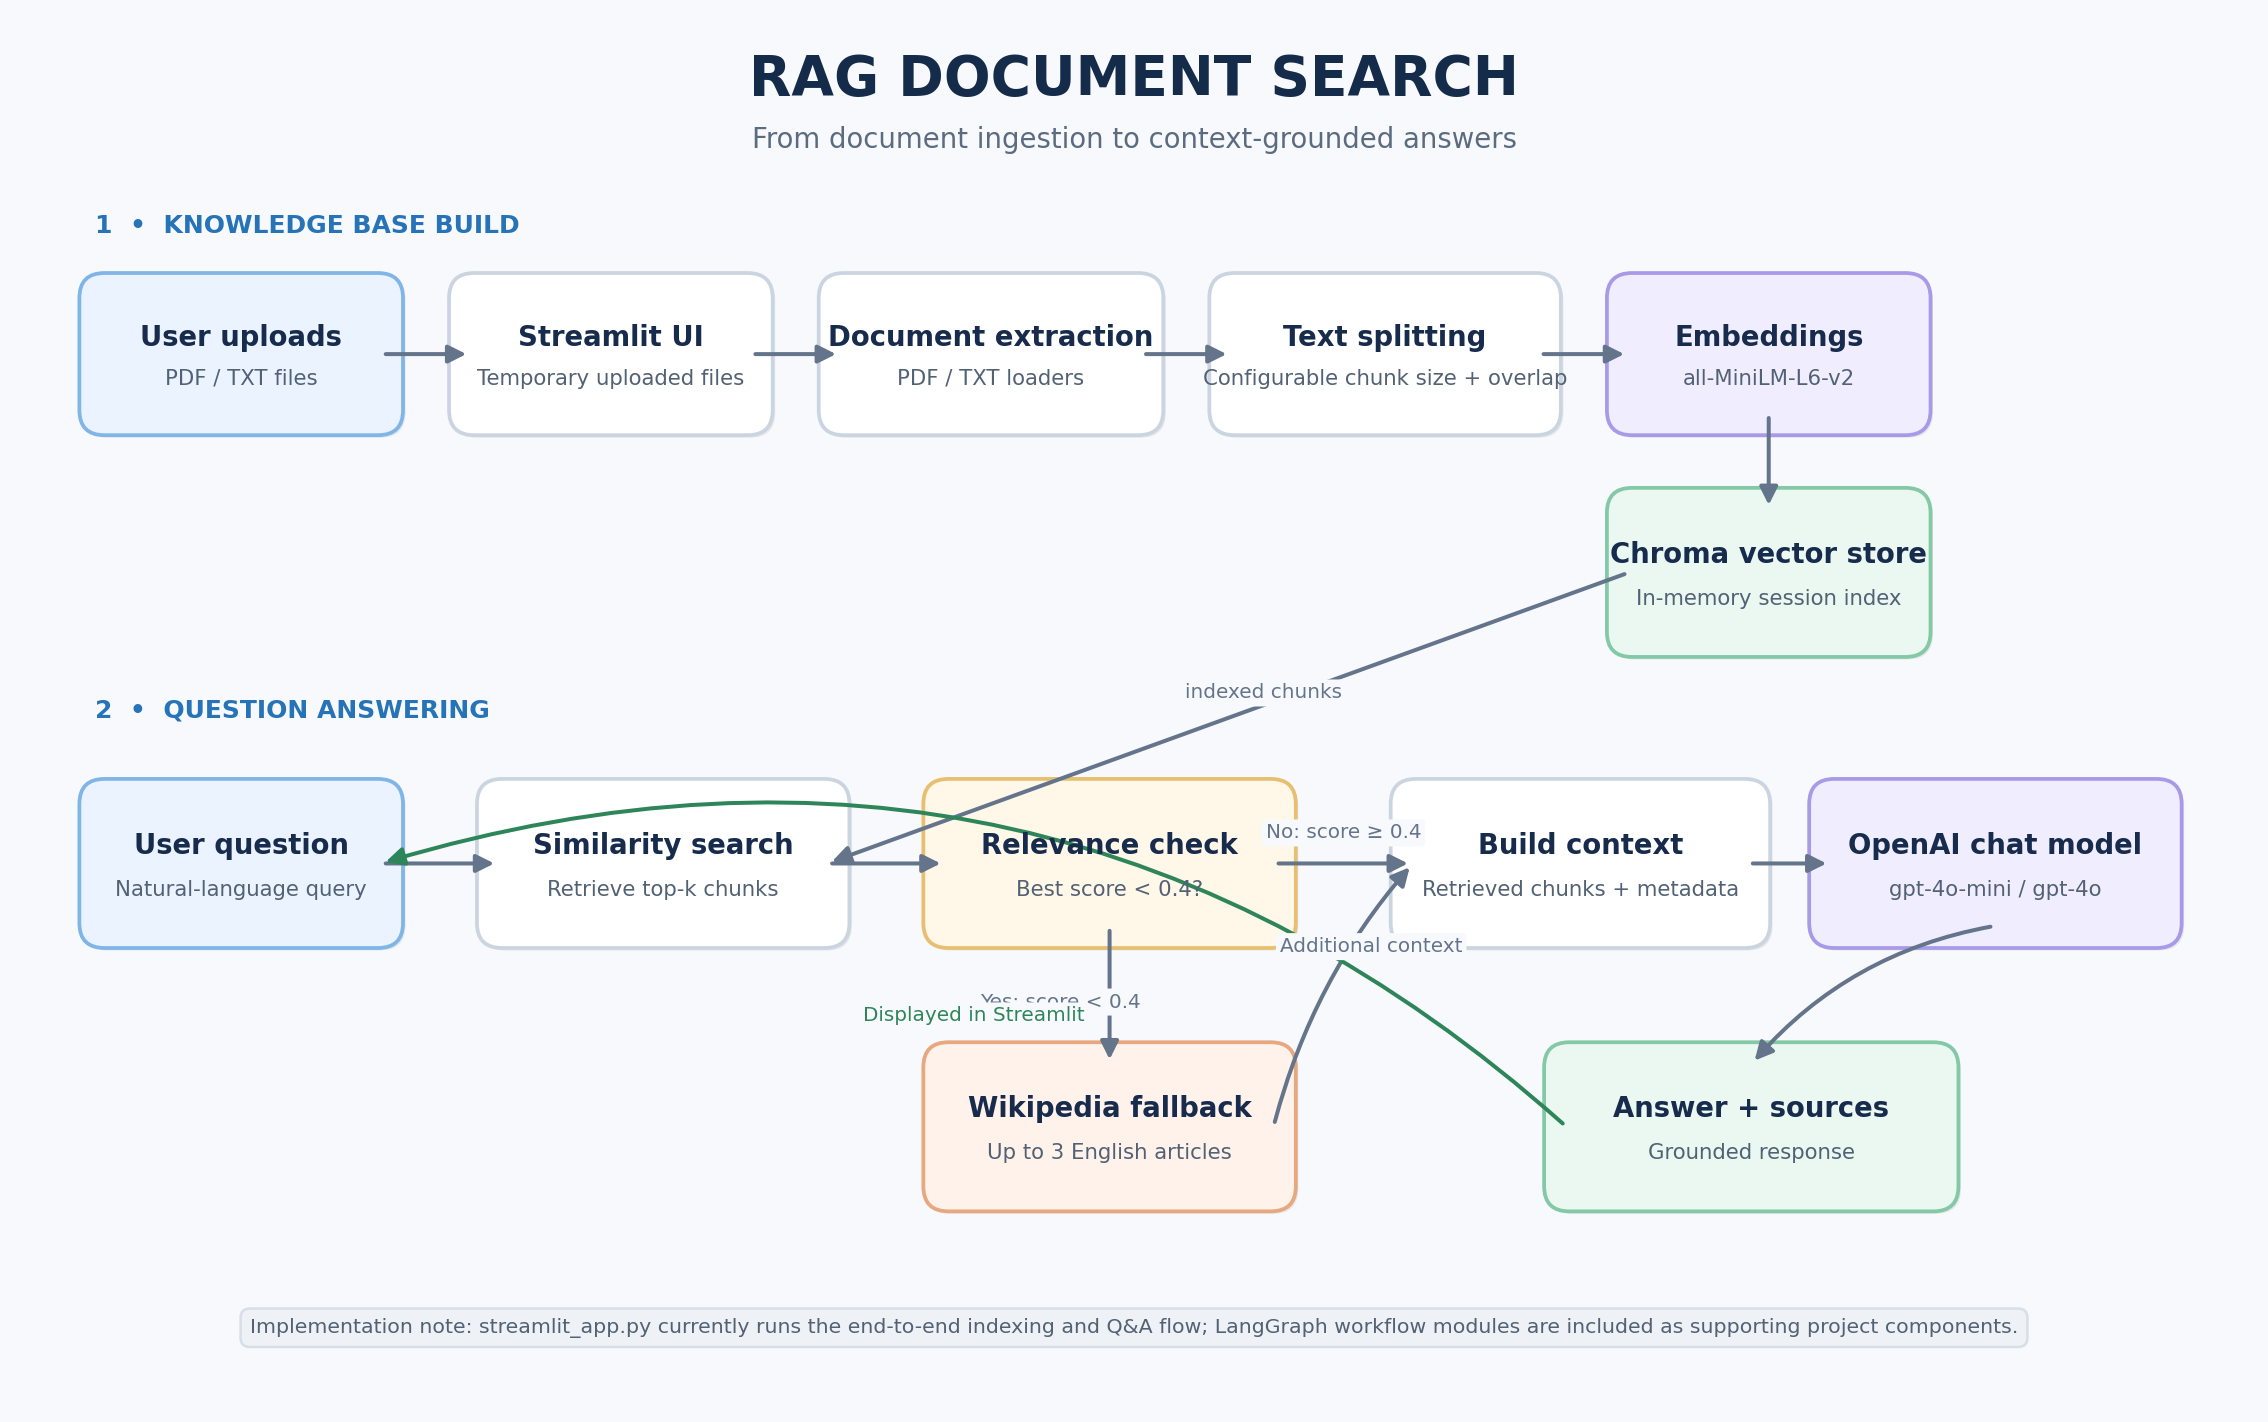 RAG DOCUMENT SEARCH
From document ingestion to context-grounded answers
1 • KNOWLEDGE BASE BUILD
User uploads
PDF / TXT files
Streamlit UI
Temporary uploaded files
Document extraction
PDF / TXT loaders
Text splitting
Configurable chunk size + overlap
Embeddings
all-MiniLM-L6-v2
Chroma vector store
In-memory session index
indexed chunks
2 • QUESTION ANSWERING
User question
Natural-language query
Similarity search
Retrieve top-k chunks
Relevance check
Best score < 0.4?
No: score ≥ 0.4
Build context
Retrieved chunks + metadata
OpenAI chat model
gpt-4o-mini / gpt-4o
Additional context
Yes: score < 0.4
Displayed in Streamlit
Wikipedia fallback
Up to 3 English articles
Answer + sources
Grounded response
Implementation note: streamlit_app.py currently runs the end-to-end indexing and Q&A flow; LangGraph workflow modules are included as supporting project components.